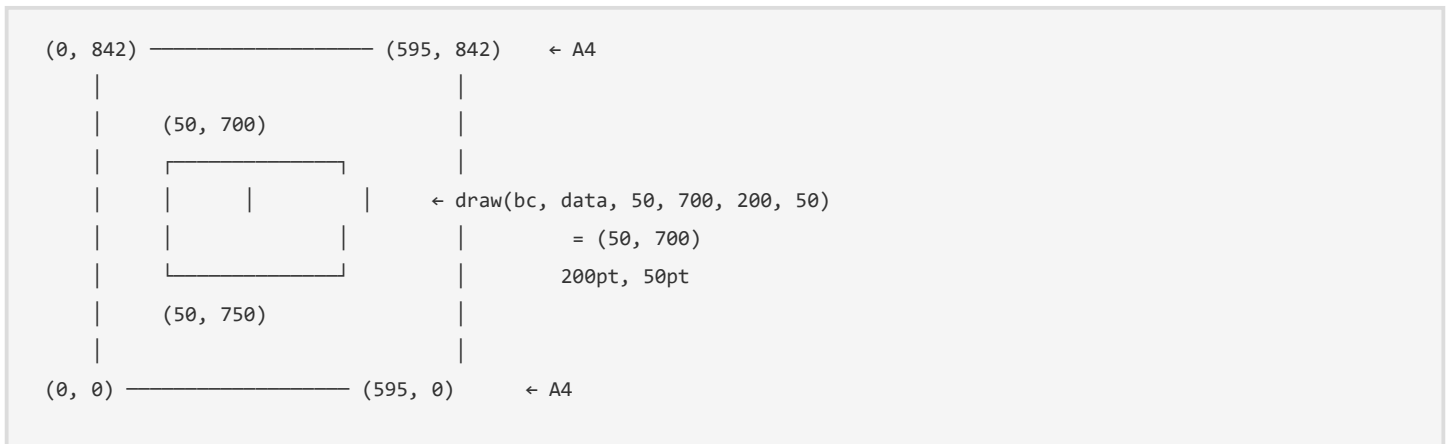 (0, 842) ─────────────────── (595, 842)    ← A4
│                              │
│     (50, 700)                │
│     ┌──────────────┐         │
│     │      │         │     ← draw(bc, data, 50, 700, 200, 50)
│     │              │         │         = (50, 700)
│     └──────────────┘         │        200pt, 50pt
│     (50, 750)                │
│                              │
(0, 0) ─────────────────── (595, 0)      ← A4